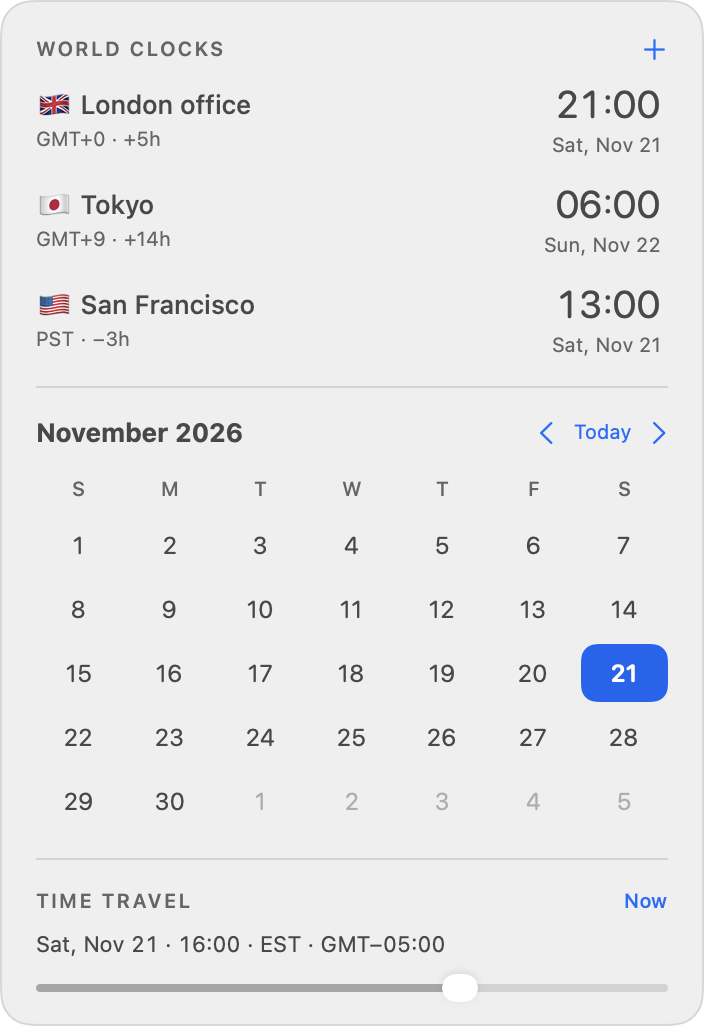 WORLD CLOCKS
London office 21:00
GMT+0 · +5h Sat, Nov 21
Tokyo 06:00
GMT+9 · +14h Sun, Nov 22
San Francisco 13:00
PST · −3h Sat, Nov 21
November 2026 Today
S M T W T F S
1 2 3 4 5 6 7
8 9 10 11 12 13 14
15 16 17 18 19 20 21
22 23 24 25 26 27 28
29 30 1 2 3 4 5
TIME TRAVEL Now
Sat, Nov 21 · 16:00 · EST · GMT−05:00